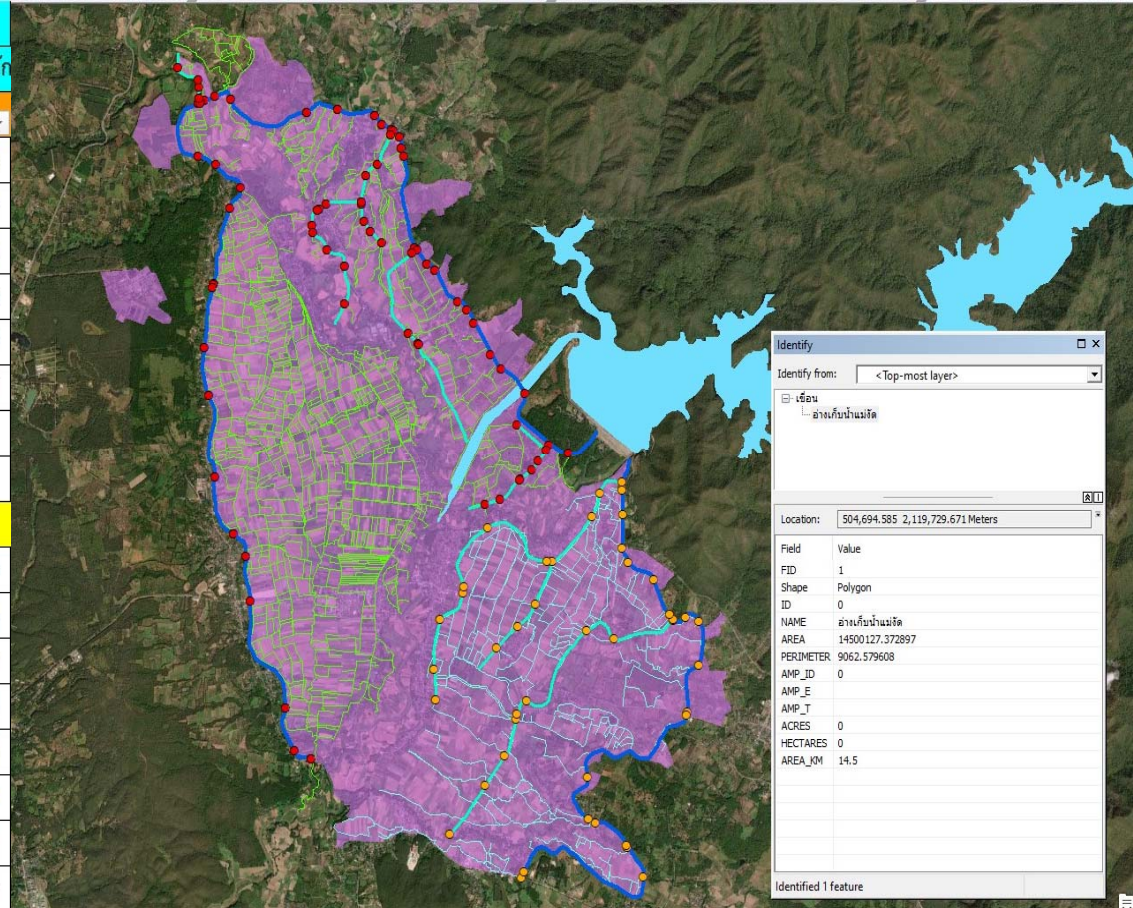 ัก
Identify
Identify from: <Top-most layer>
เขื่อน
อ่างเก็บน้ำแม่งัด
Location: 504,694.585 2,119,729.671 Meters
Field Value
FID 1
Shape Polygon
ID 0
NAME อ่างเก็บน้ำแม่งัด
AREA 14500127.372897
PERIMETER 9062.579608
AMP_ID 0
AMP_E
AMP_T
ACRES 0
HECTARES 0
AREA_KM 14.5
Identified 1 feature